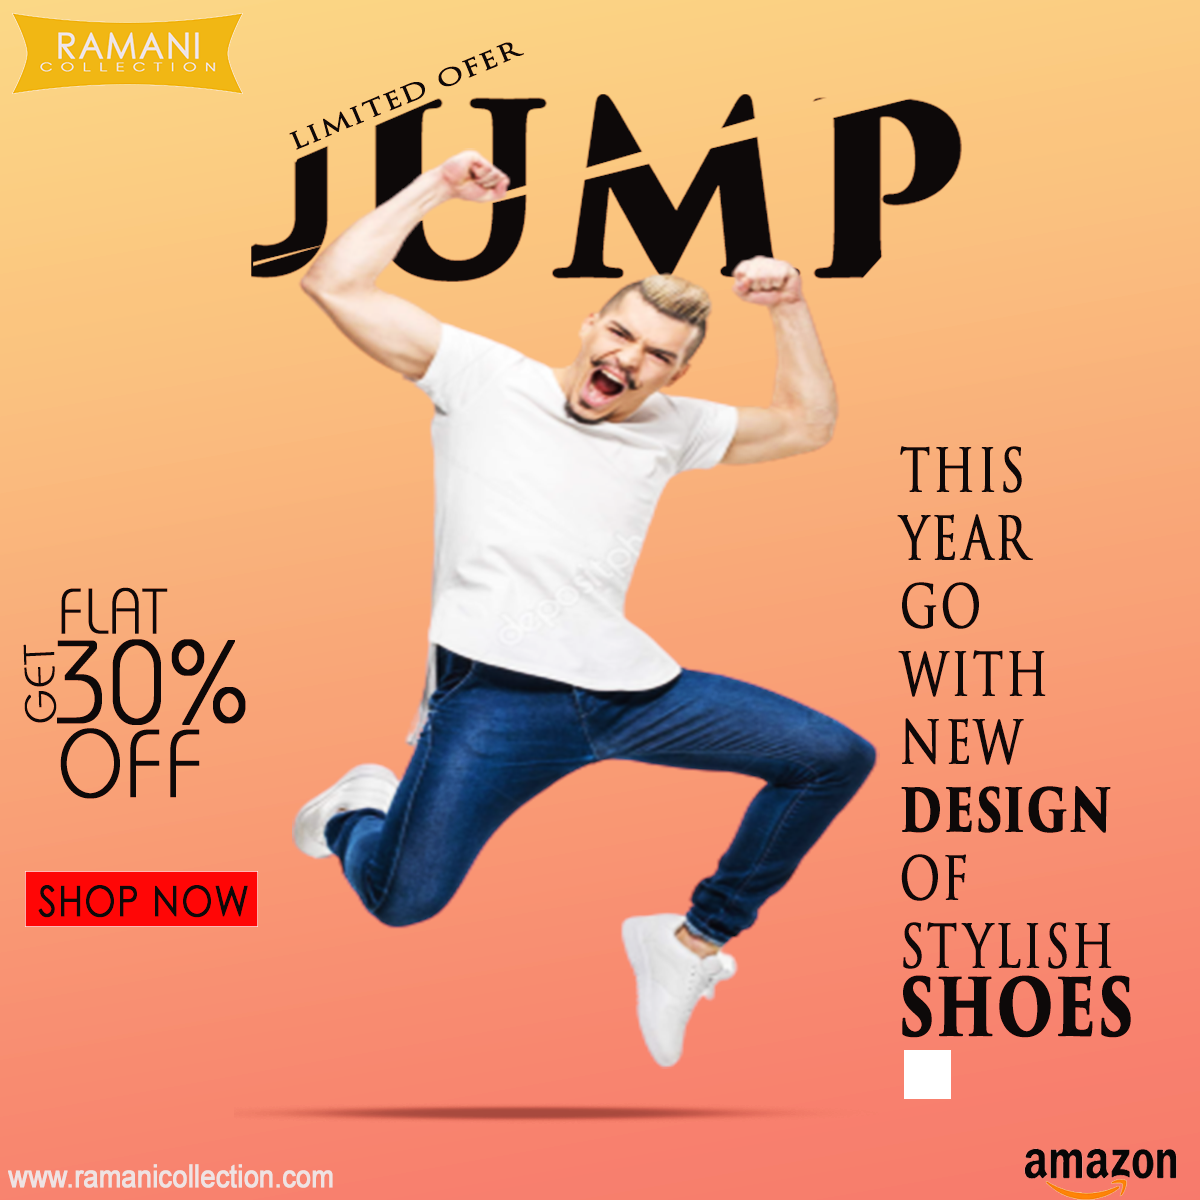 RAMANI
COLLECTION
LIMITED OFER
JUMP
THIS
YEAR
GO
WITH
NEW
DESIGN
OF
STYLISH
SHOES
FLAT
GET
30%
OFF
SHOP NOW
depositph
www.ramanicollection.com
amazon